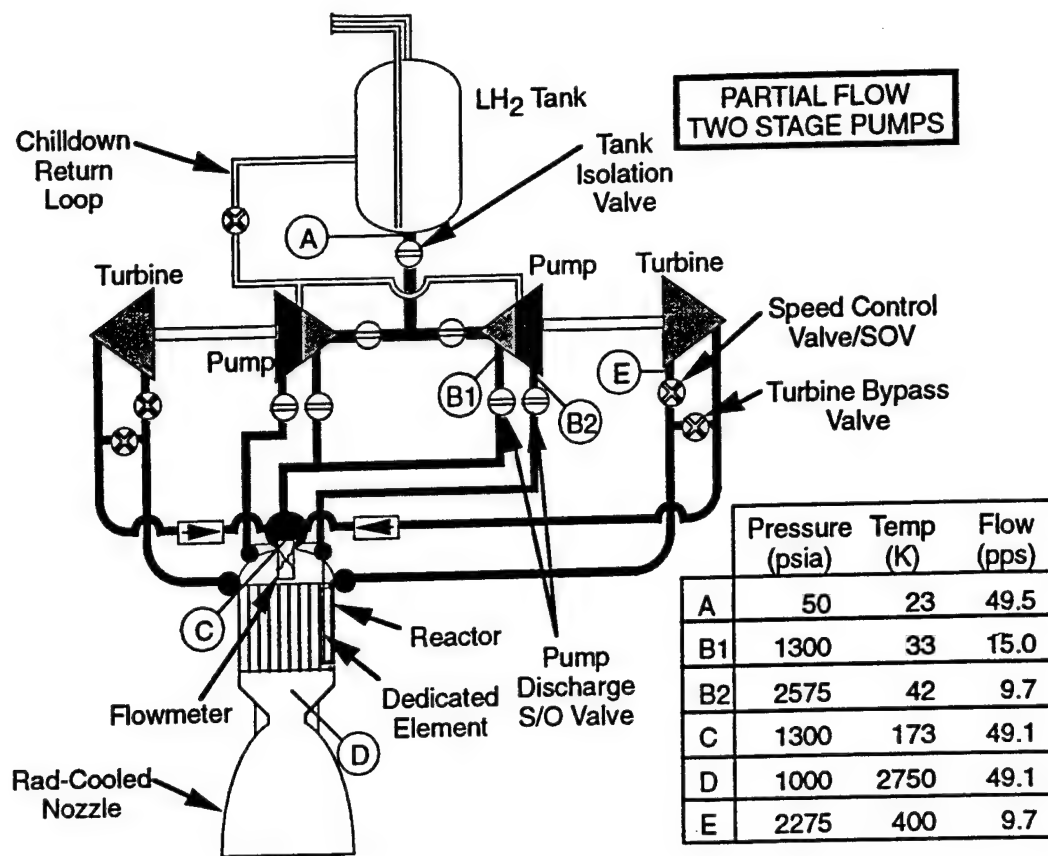 LH2 Tank
PARTIAL FLOW
TWO STAGE PUMPS
Chilldown
Return
Loop
Tank
Isolation
Valve
A
Turbine
Pump
Turbine
Pump
Speed Control
Valve/SOV
E
B1
B2
Turbine Bypass
Valve
C
Reactor
Pump
Discharge
S/O Valve
Flowmeter
Dedicated
Element
D
Rad-Cooled
Nozzle
Pressure Temp Flow
(psia) (K) (pps)
A 50 23 49.5
B1 1300 33 15.0
B2 2575 42 9.7
C 1300 173 49.1
D 1000 2750 49.1
E 2275 400 9.7